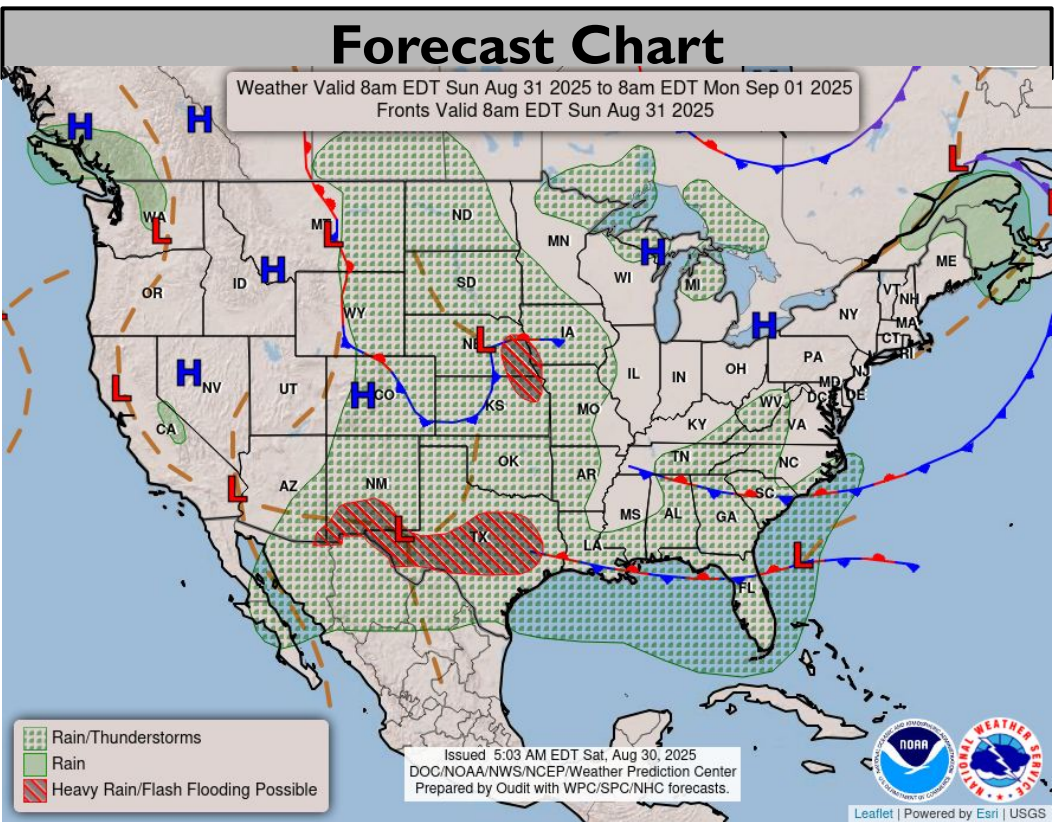 Forecast Chart
Weather Valid 8am EDT Sun Aug 31 2025 to 8am EDT Mon Sep 01 2025
Fronts Valid 8am EDT Sun Aug 31 2025
H
H
L
WA
L
MT
L
ND
MN
H
ME
OR
ID
H
SD
WI
MI
VT
NH
WY
NY
MA
H
CT
RI
NE
L
IA
PA
NJ
L
H
NV
UT
H
CO
IL
IN
OH
MD
DC
DE
CA
KS
MO
WV
VA
KY
L
AZ
NM
OK
AR
TN
NC
SC
L
TX
MS
AL
GA
LA
L
FL
Rain/Thunderstorms
Rain
Heavy Rain/Flash Flooding Possible
Issued 5:03 AM EDT Sat, Aug 30, 2025
DOC/NOAA/NWS/NCEP/Weather Prediction Center
Prepared by Oudit with WPC/SPC/NHC forecasts.
NOAA
NATIONAL WEATHER SERVICE
Leaflet | Powered by Esri | USGS